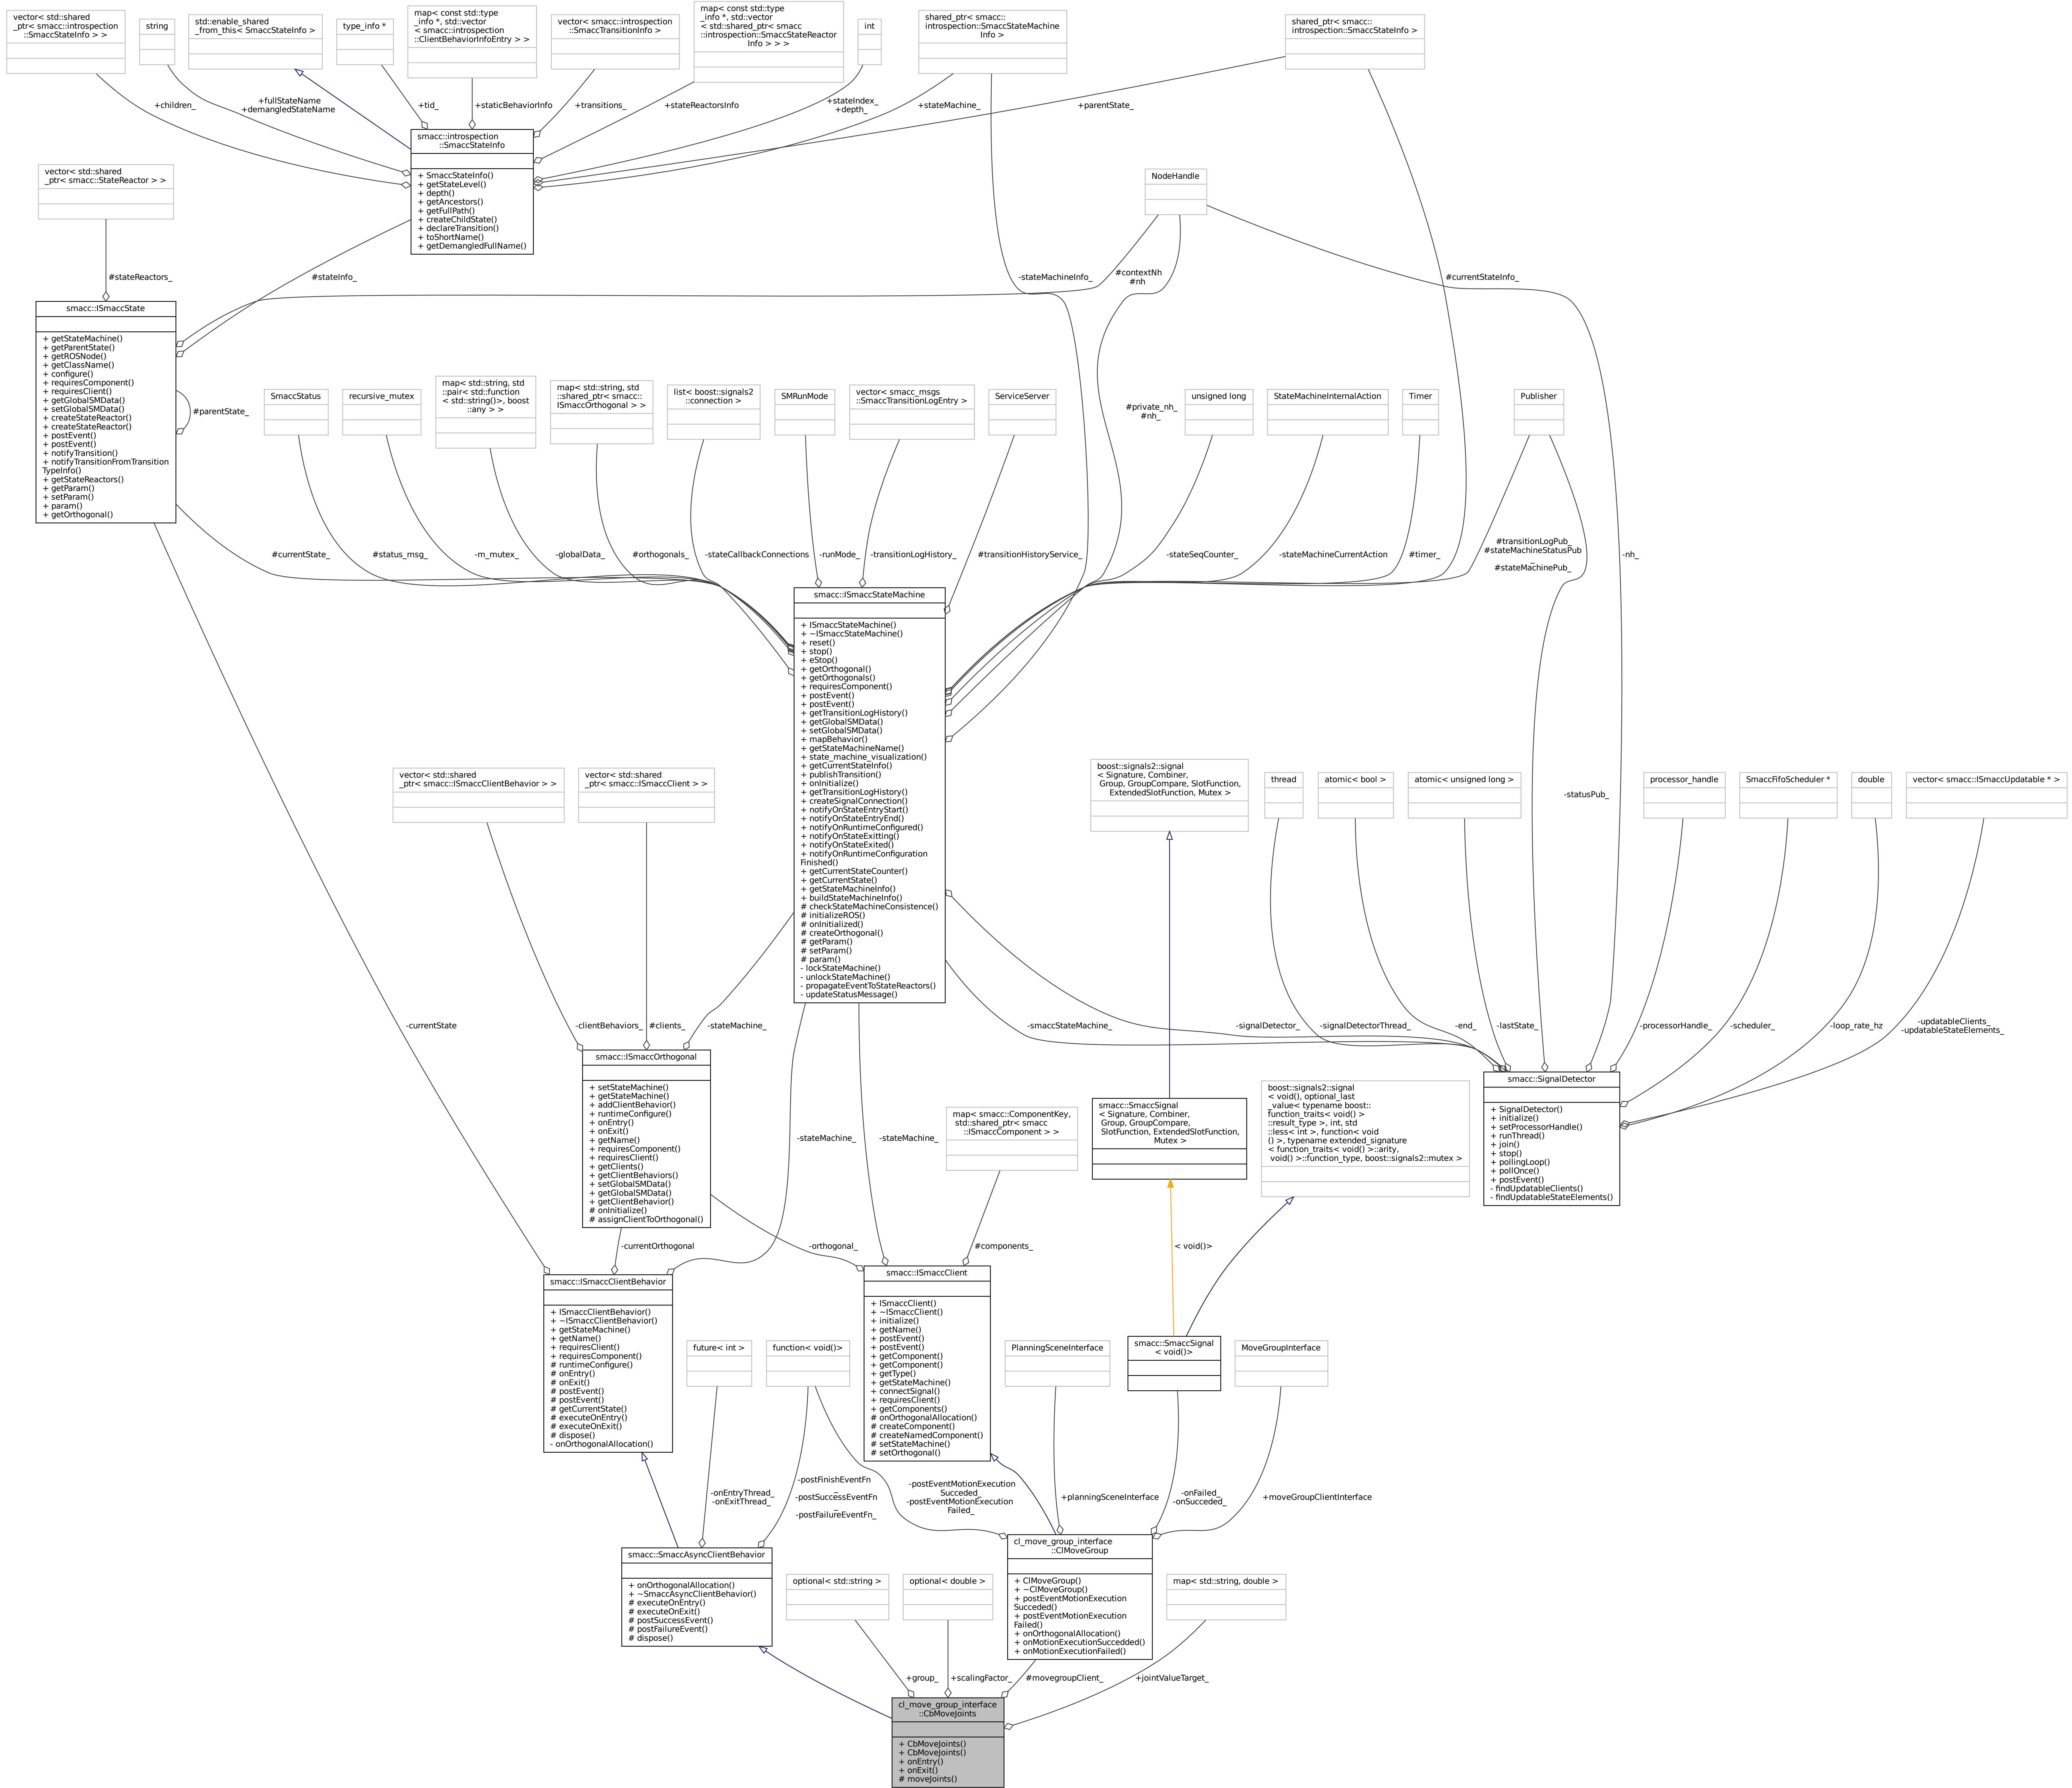 vector< std::shared
_ptr< smacc::introspection
::SmaccStateInfo > >
string
std::enable_shared
_from_this< SmaccStateInfo >
type_info *
map< const std::type
_info *, std::vector
< smacc::introspection
::ClientBehaviorInfoEntry > >
vector< smacc::introspection
::SmaccTransitionInfo >
map< const std::type
_info *, std::vector
< std::shared_ptr< smacc
::introspection::SmaccStateReactor
Info > > >
int
shared_ptr< smacc::
introspection::SmaccStateMachine
Info >
shared_ptr< smacc::
introspection::SmaccStateInfo >
+children_
+fullStateName
+demangledStateName
+tid_
+staticBehaviorInfo
+transitions_
+stateReactorsInfo
+stateIndex_
+depth_
+stateMachine_
+parentState_
smacc::introspection
::SmaccStateInfo
+ SmaccStateInfo()
+ getStateLevel()
+ depth()
+ getAncestors()
+ getFullPath()
+ createChildState()
+ declareTransition()
+ toShortName()
+ getDemangledFullName()
vector< std::shared
_ptr< smacc::StateReactor > >
NodeHandle
#stateReactors_
#stateInfo_
-stateMachineInfo_
#contextNh
#nh
#currentStateInfo_
smacc::ISmaccState
+ getStateMachine()
+ getParentState()
+ getROSNode()
+ getClassName()
+ configure()
+ requiresComponent()
+ requiresClient()
+ getGlobalSMData()
+ setGlobalSMData()
+ createStateReactor()
+ createStateReactor()
+ postEvent()
+ postEvent()
+ notifyTransition()
+ notifyTransitionFromTransition
TypeInfo()
+ getStateReactors()
+ getParam()
+ setParam()
+ param()
+ getOrthogonal()
#parentState_
SmaccStatus
recursive_mutex
map< std::string, std
::pair< std::function
< std::string()>, boost
::any > >
map< std::string, std
::shared_ptr< smacc::
ISmaccOrthogonal > >
list< boost::signals2
::connection >
SMRunMode
vector< smacc_msgs
::SmaccTransitionLogEntry >
ServiceServer
#private_nh_
#nh_
unsigned long
StateMachineInternalAction
Timer
Publisher
#currentState_
#status_msg_
-m_mutex_
-globalData_
#orthogonals_
-stateCallbackConnections
-runMode_
-transitionLogHistory_
#transitionHistoryService_
-stateSeqCounter_
-stateMachineCurrentAction
#timer_
#transitionLogPub_
#stateMachineStatusPub
_
#stateMachinePub_
-nh_
smacc::ISmaccStateMachine
+ ISmaccStateMachine()
+ ~ISmaccStateMachine()
+ reset()
+ stop()
+ eStop()
+ getOrthogonal()
+ getOrthogonals()
+ requiresComponent()
+ postEvent()
+ postEvent()
+ getTransitionLogHistory()
+ getGlobalSMData()
+ setGlobalSMData()
+ mapBehavior()
+ getStateMachineName()
+ state_machine_visualization()
+ getCurrentStateInfo()
+ publishTransition()
+ onInitialize()
+ getTransitionLogHistory()
+ createSignalConnection()
+ notifyOnStateEntryStart()
+ notifyOnStateEntryEnd()
+ notifyOnRuntimeConfigured()
+ notifyOnStateExitting()
+ notifyOnStateExited()
+ notifyOnRuntimeConfiguration
Finished()
+ getCurrentStateCounter()
+ getCurrentState()
+ getStateMachineInfo()
+ buildStateMachineInfo()
# checkStateMachineConsistence()
# initializeROS()
# onInitialized()
# createOrthogonal()
# getParam()
# setParam()
# param()
- lockStateMachine()
- unlockStateMachine()
- propagateEventToStateReactors()
- updateStatusMessage()
vector< std::shared
_ptr< smacc::ISmaccClientBehavior > >
vector< std::shared
_ptr< smacc::ISmaccClient > >
boost::signals2::signal
< Signature, Combiner,
Group, GroupCompare, SlotFunction,
ExtendedSlotFunction, Mutex >
thread
atomic< bool >
atomic< unsigned long >
-statusPub_
processor_handle
SmaccFifoScheduler *
double
vector< smacc::ISmaccUpdatable * >
-currentState
-clientBehaviors_
#clients_
-stateMachine_
-smaccStateMachine_
-signalDetector_
-signalDetectorThread_
-end_
-lastState_
-processorHandle_
-scheduler_
-loop_rate_hz
-updatableClients_
-updatableStateElements_
smacc::ISmaccOrthogonal
+ setStateMachine()
+ getStateMachine()
+ addClientBehavior()
+ runtimeConfigure()
+ onEntry()
+ onExit()
+ getName()
+ requiresComponent()
+ requiresClient()
+ getClients()
+ getClientBehaviors()
+ setGlobalSMData()
+ getGlobalSMData()
+ getClientBehavior()
# onInitialize()
# assignClientToOrthogonal()
smacc::SignalDetector
+ SignalDetector()
+ initialize()
+ setProcessorHandle()
+ runThread()
+ join()
+ stop()
+ pollingLoop()
+ pollOnce()
+ postEvent()
- findUpdatableClients()
- findUpdatableStateElements()
-stateMachine_
-stateMachine_
map< smacc::ComponentKey,
std::shared_ptr< smacc
::ISmaccComponent > >
smacc::SmaccSignal
< Signature, Combiner,
Group, GroupCompare,
SlotFunction, ExtendedSlotFunction,
Mutex >
boost::signals2::signal
< void(), optional_last
_value< typename boost::
function_traits< void() >
::result_type >, int, std
::less< int >, function< void
() >, typename extended_signature
< function_traits< void() >::arity,
void() >::function_type, boost::signals2::mutex >
-currentOrthogonal
-orthogonal_
#components_
< void()>
smacc::ISmaccClientBehavior
+ ISmaccClientBehavior()
+ ~ISmaccClientBehavior()
+ getStateMachine()
+ getName()
+ requiresClient()
+ requiresComponent()
# runtimeConfigure()
# onEntry()
# onExit()
# postEvent()
# postEvent()
# getCurrentState()
# executeOnEntry()
# executeOnExit()
# dispose()
- onOrthogonalAllocation()
smacc::ISmaccClient
+ ISmaccClient()
+ ~ISmaccClient()
+ initialize()
+ getName()
+ postEvent()
+ postEvent()
+ getComponent()
+ getComponent()
+ getType()
+ getStateMachine()
+ connectSignal()
+ requiresClient()
+ getComponents()
# onOrthogonalAllocation()
# createComponent()
# createNamedComponent()
# setStateMachine()
# setOrthogonal()
future< int >
function< void()>
PlanningSceneInterface
smacc::SmaccSignal
< void()>
MoveGroupInterface
-onEntryThread_
-onExitThread_
-postFinishEventFn
_
-postSuccessEventFn
_
-postFailureEventFn_
-postEventMotionExecution
Succeded_
-postEventMotionExecution
Failed_
+planningSceneInterface
-onFailed_
-onSucceded_
+moveGroupClientInterface
smacc::SmaccAsyncClientBehavior
+ onOrthogonalAllocation()
+ ~SmaccAsyncClientBehavior()
# executeOnEntry()
# executeOnExit()
# postSuccessEvent()
# postFailureEvent()
# dispose()
optional< std::string >
optional< double >
cl_move_group_interface
::ClMoveGroup
+ ClMoveGroup()
+ ~ClMoveGroup()
+ postEventMotionExecution
Succeded()
+ postEventMotionExecution
Failed()
+ onOrthogonalAllocation()
+ onMotionExecutionSuccedded()
+ onMotionExecutionFailed()
map< std::string, double >
+group_
+scalingFactor_
#movegroupClient_
+jointValueTarget_
cl_move_group_interface
::CbMoveJoints
+ CbMoveJoints()
+ CbMoveJoints()
+ onEntry()
+ onExit()
# moveJoints()